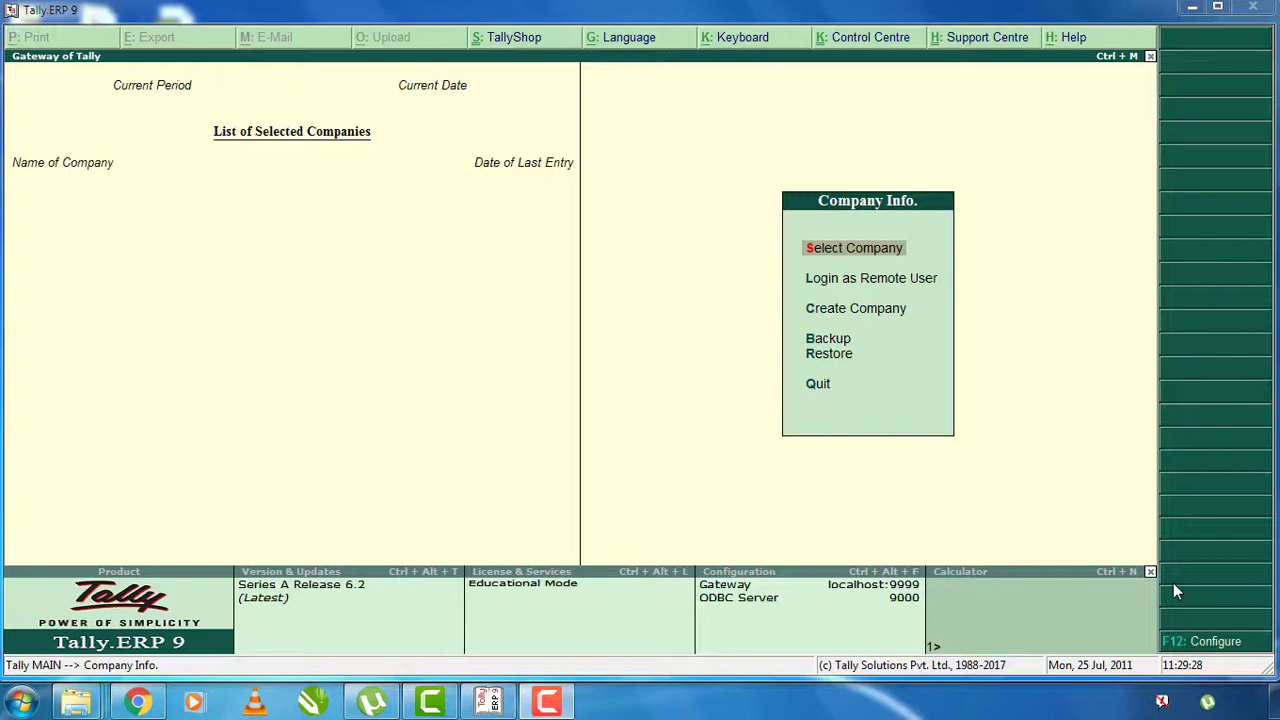 Tally.ERP 9
P: Print E: Export M: E-Mail O: Upload S: TallyShop G: Language K: Keyboard K: Control Centre H: Support Centre H: Help
Gateway of Tally Ctrl + M
Current Period Current Date
List of Selected Companies
Name of Company Date of Last Entry
Company Info.
Select Company
Login as Remote User
Create Company
Backup
Restore
Quit
Product Version & Updates Ctrl + Alt + T License & Services Ctrl + Alt + L Configuration Ctrl + Alt + F Calculator Ctrl + N
Tally
POWER OF SIMPLICITY
Tally.ERP 9
Series A Release 6.2
(Latest)
Educational Mode
Gateway localhost:9999
ODBC Server 9000
1>
F12: Configure
Tally MAIN --> Company Info. (c) Tally Solutions Pvt. Ltd., 1988-2017 Mon, 25 Jul, 2011 11:29:28